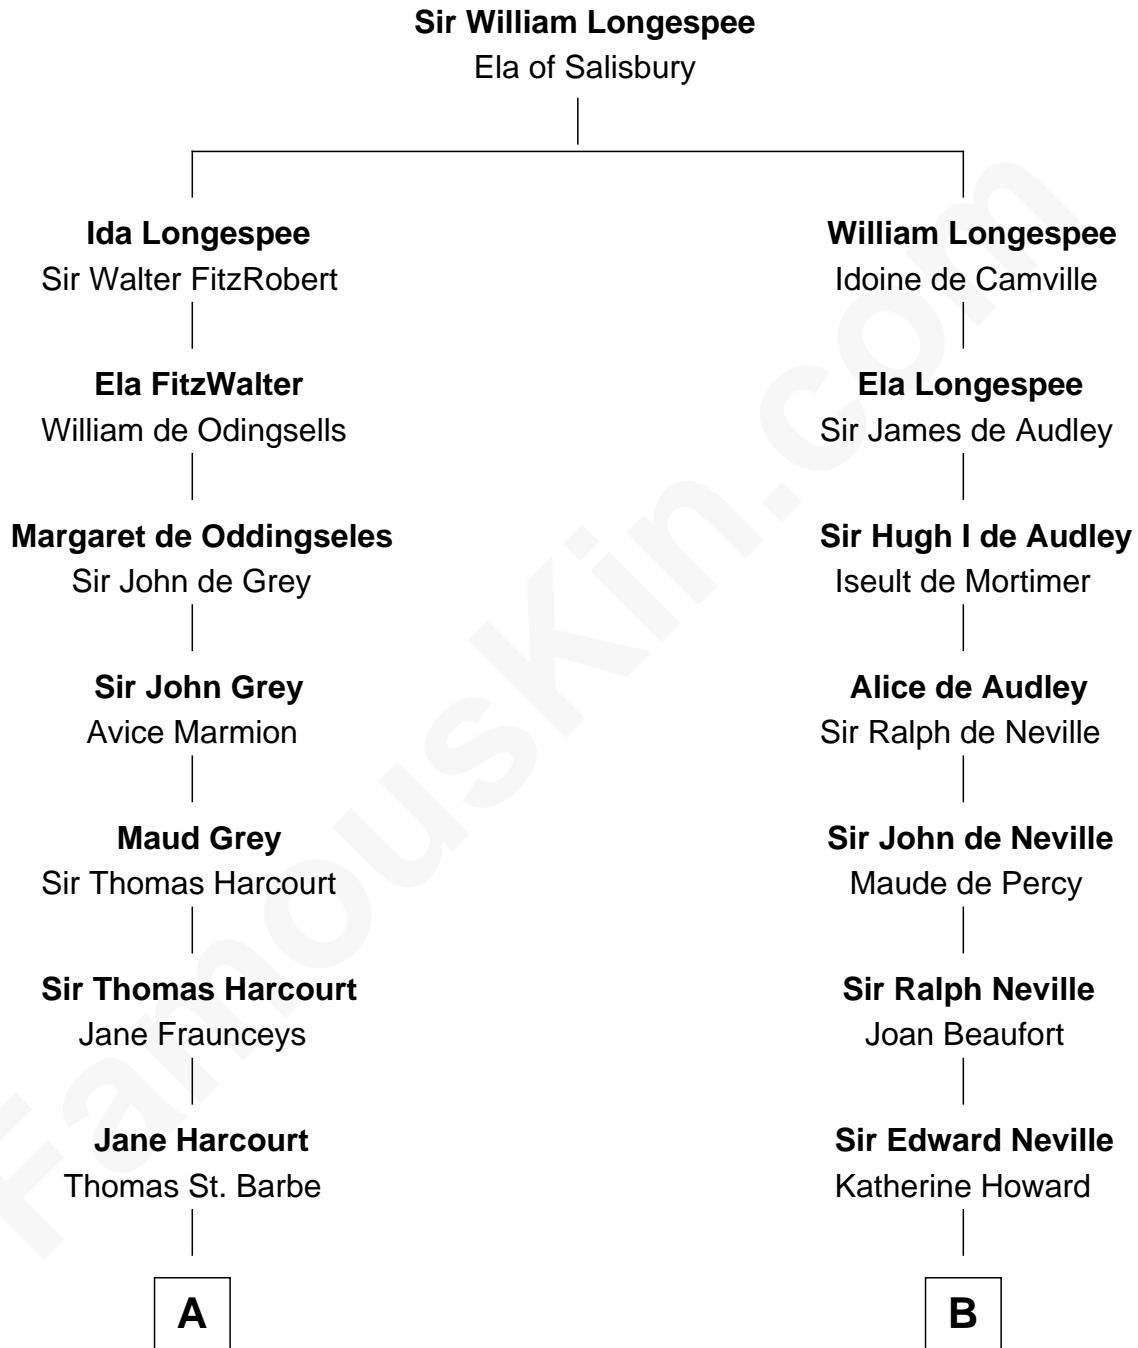 Sir William Longespee
Ela of Salisbury
Ida Longespee
Sir Walter FitzRobert
William Longespee
Idoine de Camville
Ela FitzWalter
William de Odingsells
Ela Longespee
Sir James de Audley
Margaret de Oddingseles
Sir John de Grey
Sir Hugh I de Audley
Iseult de Mortimer
Sir John Grey
Avice Marmion
Alice de Audley
Sir Ralph de Neville
Maud Grey
Sir Thomas Harcourt
Sir John de Neville
Maude de Percy
Sir Thomas Harcourt
Jane Fraunceys
Sir Ralph Neville
Joan Beaufort
Jane Harcourt
Thomas St. Barbe
Sir Edward Neville
Katherine Howard
A
B
FamousKin.com